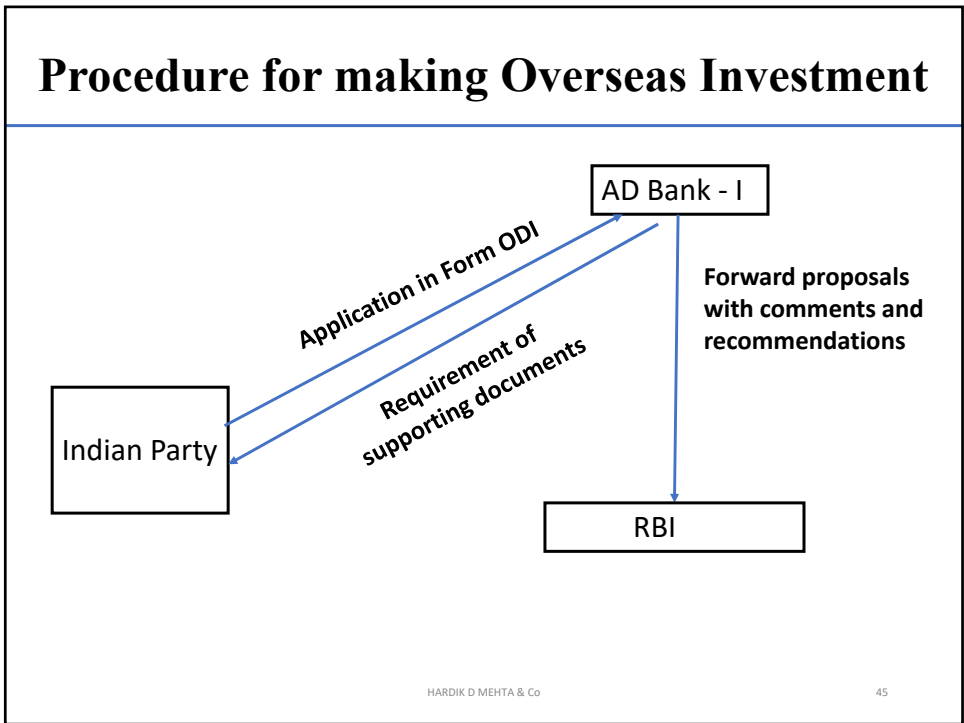 Procedure for making Overseas Investment
AD Bank - I
Application in Form ODI
Forward proposals
with comments and
recommendations
Requirement of
supporting documents
Indian Party
RBI
HARDIK D MEHTA & Co
45